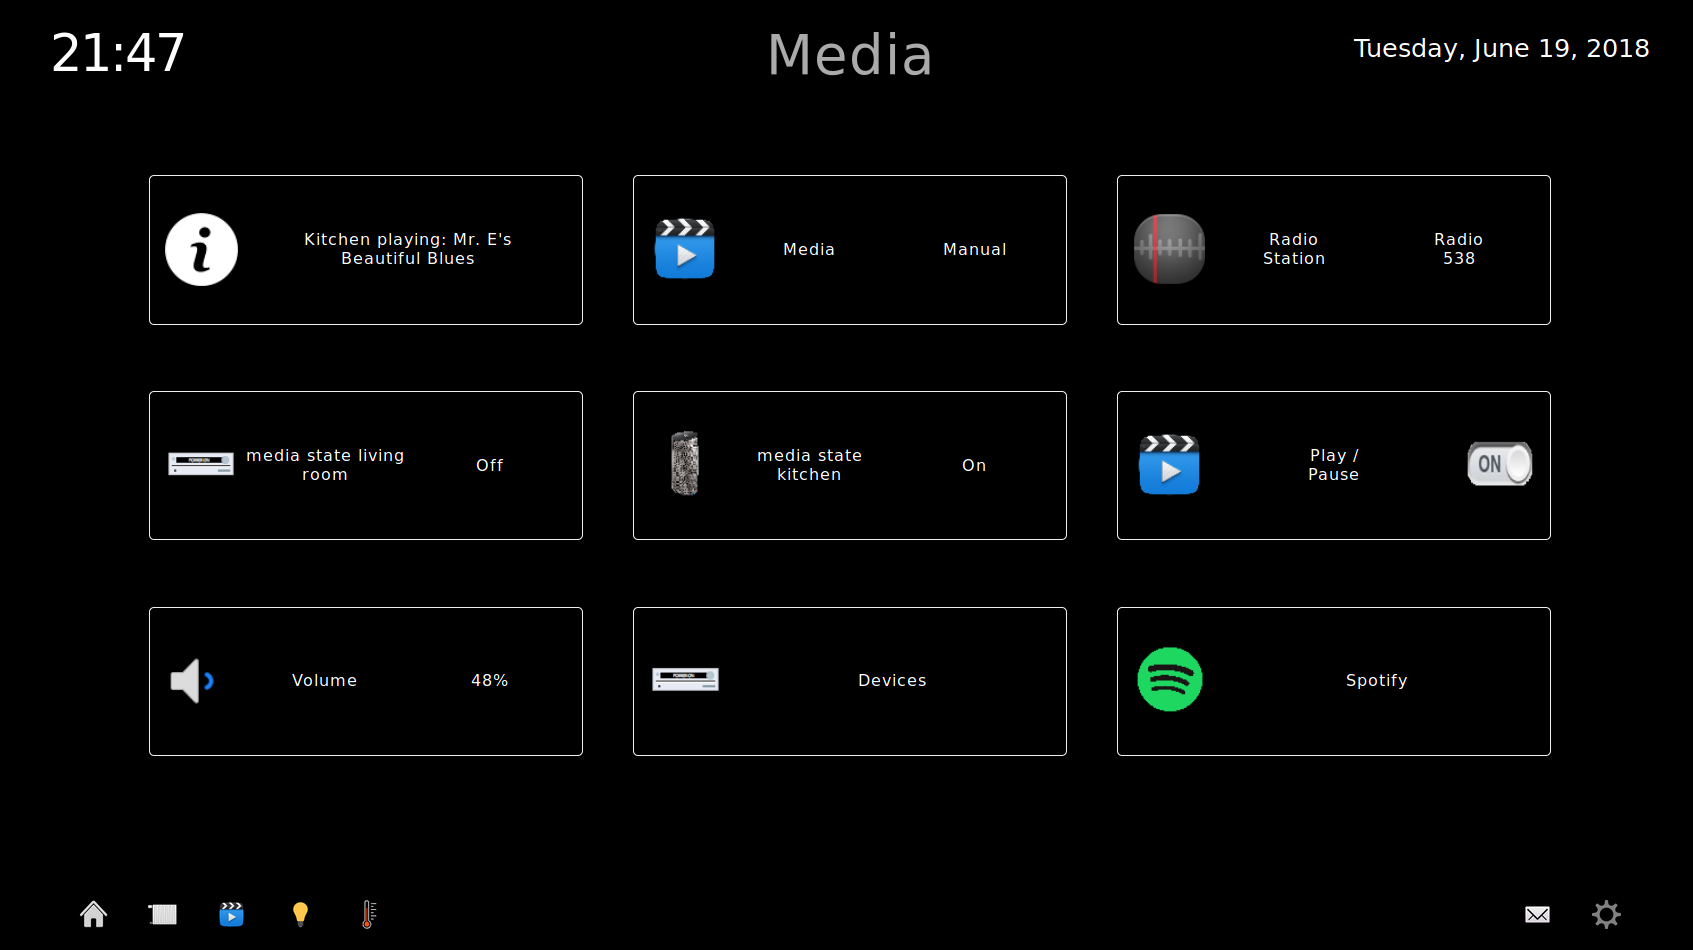 21:47
Media
Tuesday, June 19, 2018
Kitchen playing: Mr. E's
Beautiful Blues
Media
Manual
Radio
Station
Radio
538
media state living
room
Off
media state
kitchen
On
Play /
Pause
ON
Volume
48%
Devices
Spotify